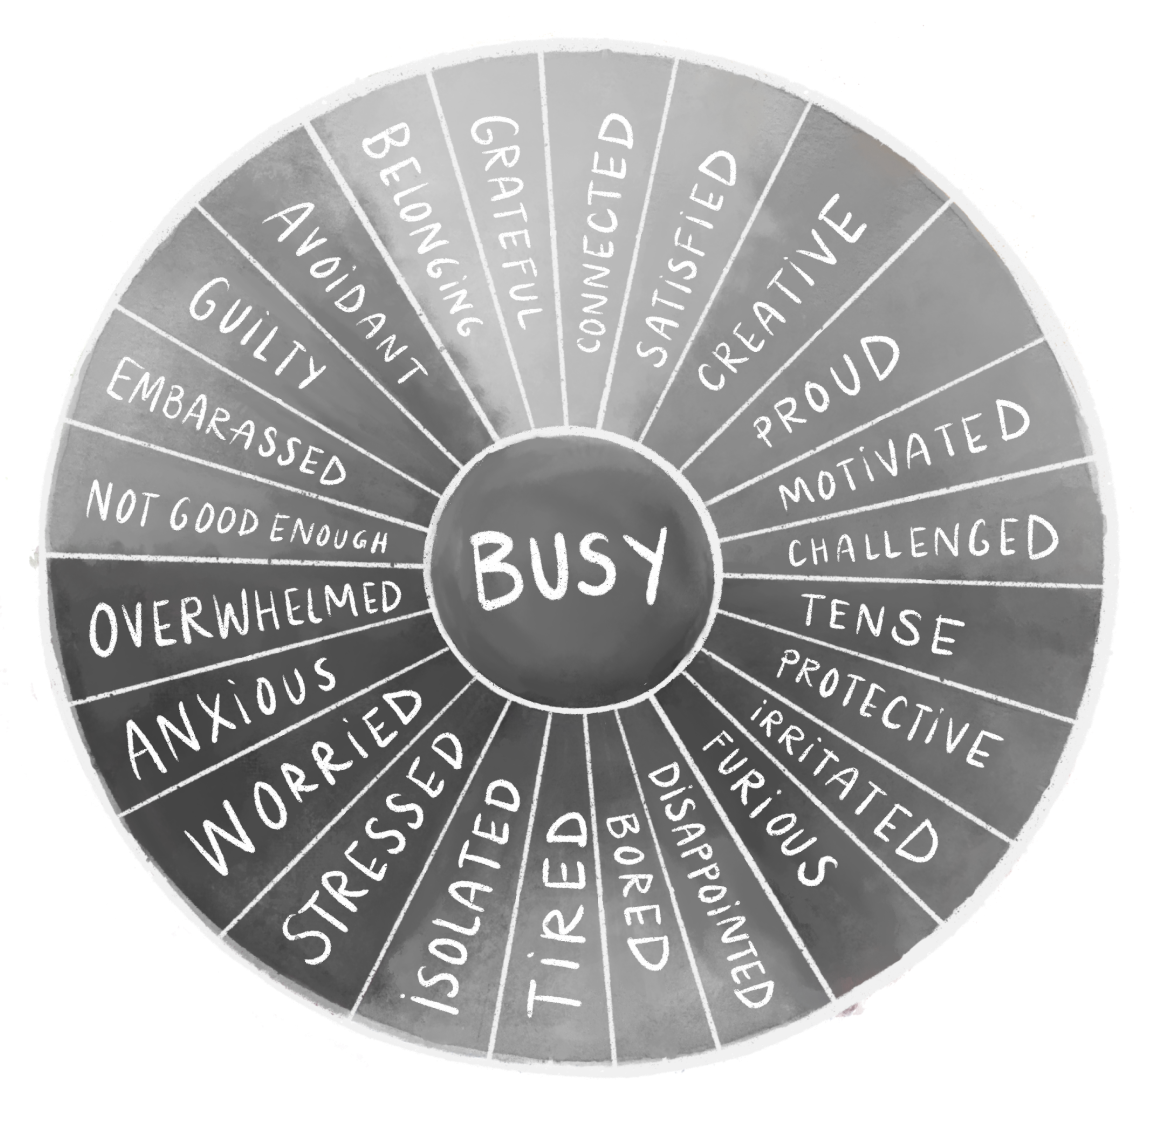 BUSY
CONNECTED
SATiSFiED
CREATiVE
PROUD
MOTiVATED
CHALLENGED
TENSE
PROTECTiVE
iRRiTATED
FURiOUS
DiSAPPOiNTED
BORED
TiRED
iSOLATED
STRESSED
WORRiED
ANXiOUS
OVERWHELMED
NOT GOOD ENOUGH
EMBARASSED
GUiLTY
AVOiDANT
BELONGiNG
GRATEFUL